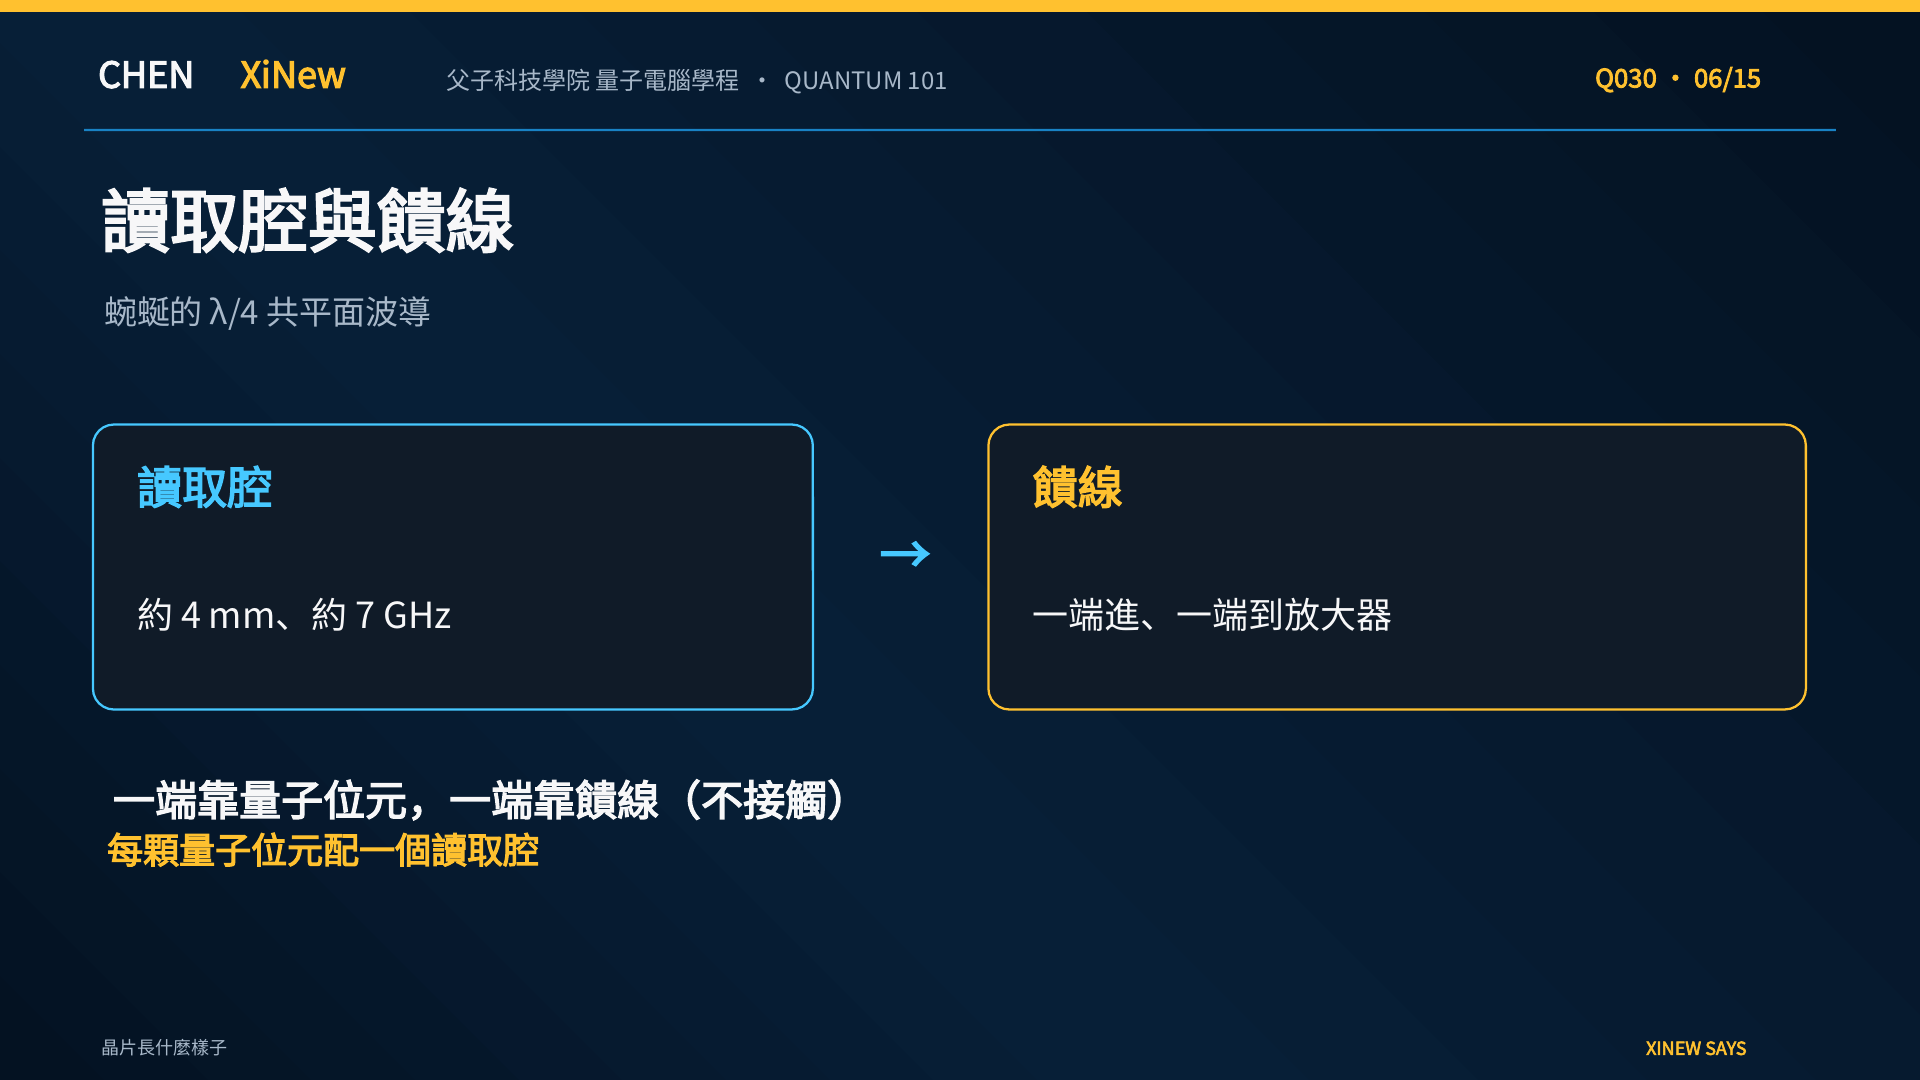 CHEN XiNew 父子科技學院 量子電腦學程 · QUANTUM 101 Q030 · 06/15
讀取腔與饋線
蜿蜒的 λ/4 共平面波導
讀取腔
約 4 mm、約 7 GHz
→
饋線
一端進、一端到放大器
一端靠量子位元，一端靠饋線（不接觸）
每顆量子位元配一個讀取腔
晶片長什麼樣子
XINEW SAYS